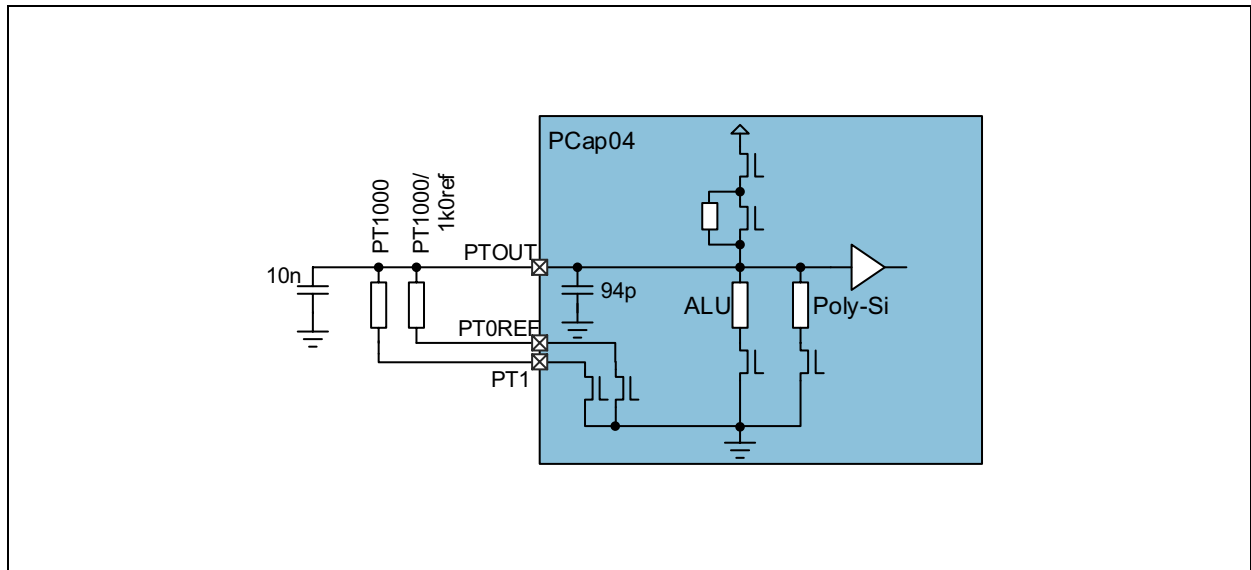 PCap04
PT1000
PT1000/
1k0ref
PTOUT
10n
94p
ALU
Poly-Si
PT0REF
PT1